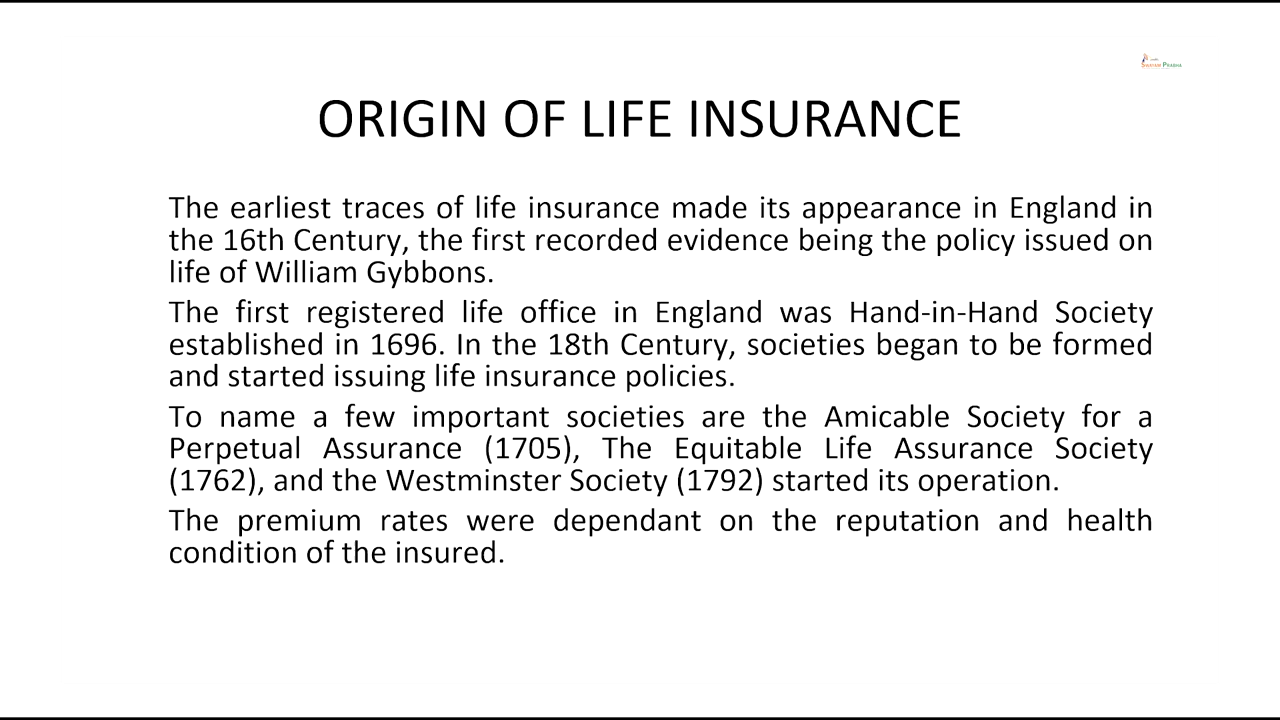 Swayam Prabha
ORIGIN OF LIFE INSURANCE
The earliest traces of life insurance made its appearance in England in
the 16th Century, the first recorded evidence being the policy issued on
life of William Gybbons.
The first registered life office in England was Hand-in-Hand Society
established in 1696. In the 18th Century, societies began to be formed
and started issuing life insurance policies.
To name a few important societies are the Amicable Society for a
Perpetual Assurance (1705), The Equitable Life Assurance Society
(1762), and the Westminster Society (1792) started its operation.
The premium rates were dependant on the reputation and health
condition of the insured.